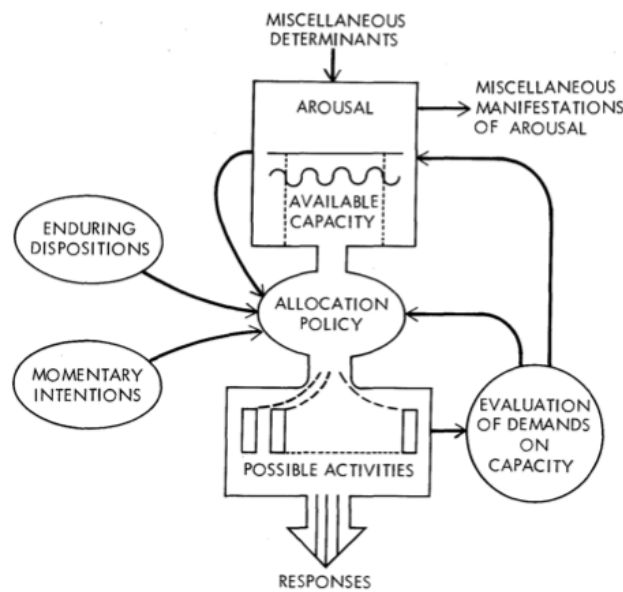 MISCELLANEOUS
DETERMINANTS
AROUSAL
MISCELLANEOUS
MANIFESTATIONS
OF AROUSAL
AVAILABLE
CAPACITY
ENDURING
DISPOSITIONS
ALLOCATION
POLICY
MOMENTARY
INTENTIONS
EVALUATION
OF DEMANDS
ON
CAPACITY
POSSIBLE ACTIVITIES
RESPONSES